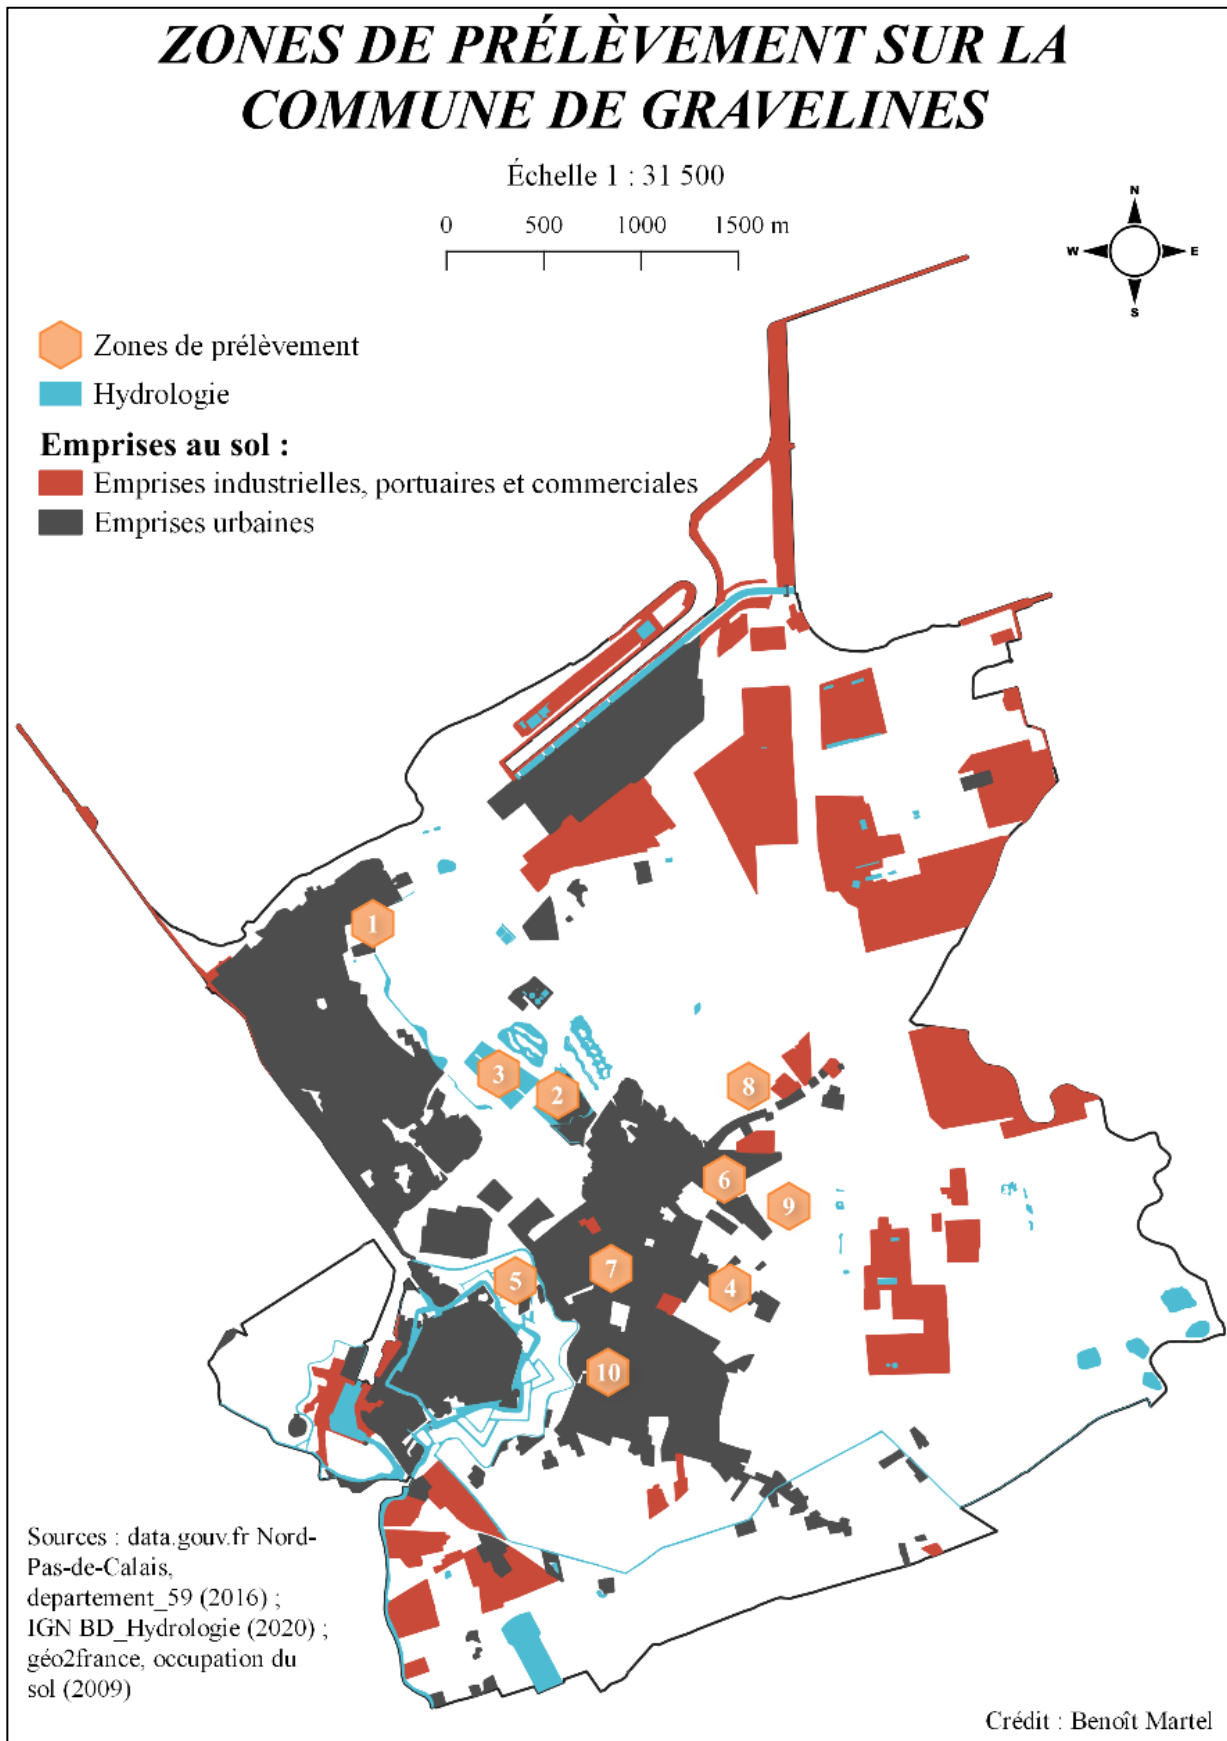 ZONES DE PRÉLÈVEMENT SUR LA
COMMUNE DE GRAVELINES
Échelle 1 : 31 500
0 500 1000 1500 m
N
W E
S
Zones de prélèvement
Hydrologie
Emprises au sol :
Emprises industrielles, portuaires et commerciales
Emprises urbaines
1
3
2
8
6
9
7
5
4
10
Sources : data.gouv.fr Nord-
Pas-de-Calais,
departement_59 (2016) ;
IGN BD_Hydrologie (2020) ;
géo2france, occupation du
sol (2009)
Crédit : Benoît Martel